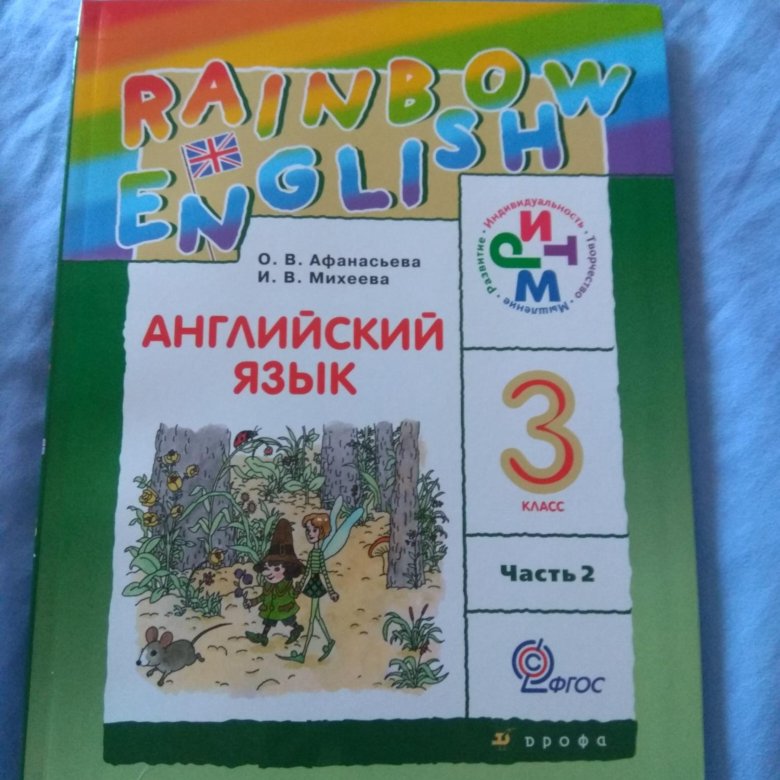 RAINBOW
ENGLISH
О. В. Афанасьева
И. В. Михеева
АНГЛИЙСКИЙ
ЯЗЫК
РИТМ
Развитие • Индивидуальность • Творчество • Мышление •
3
КЛАСС
Часть 2
С
ФГОС
дрофа